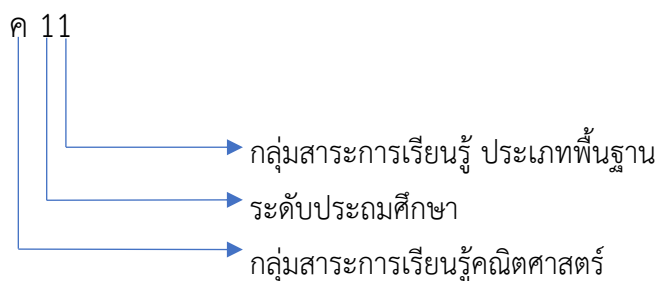 ค 11
กลุ่มสาระการเรียนรู้ ประเภทพื้นฐาน
ระดับประถมศึกษา
กลุ่มสาระการเรียนรู้คณิตศาสตร์